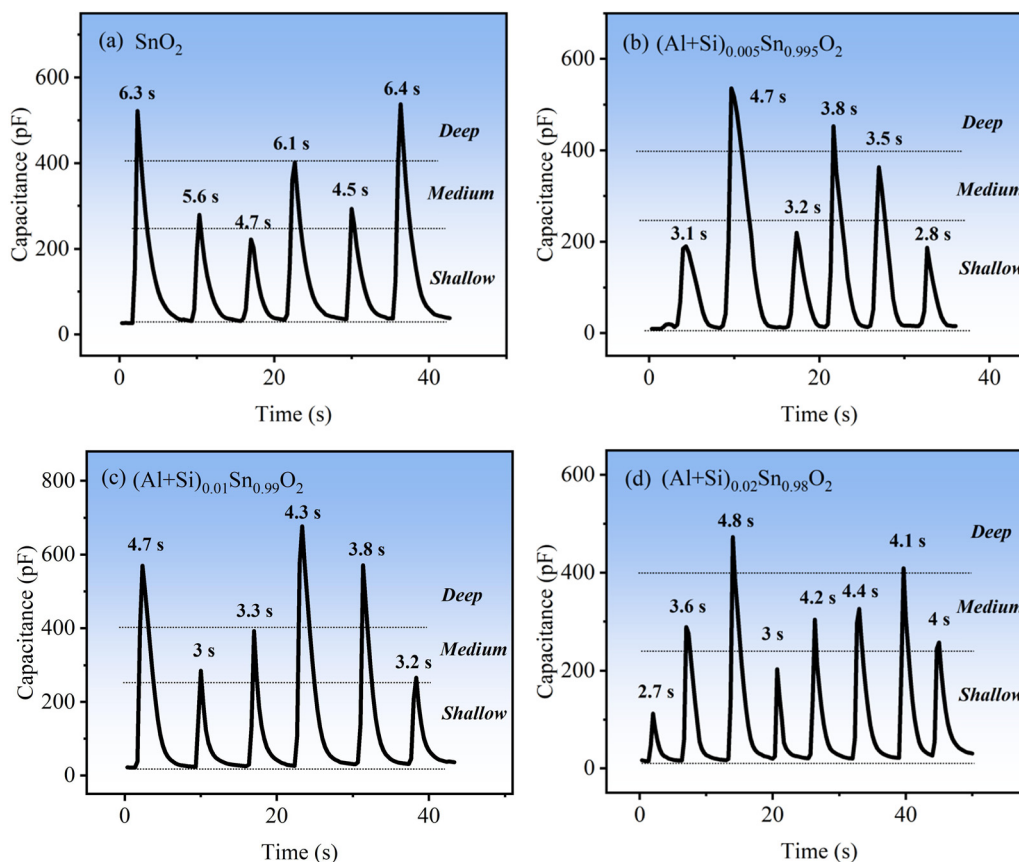 (a) SnO₂
Capacitance (pF)
600
400
200
0
6.3 s
5.6 s
4.7 s
6.1 s
4.5 s
6.4 s
Deep
Medium
Shallow
0 20 40
Time (s)
(b) (Al+Si)₀.₀₀₅Sn₀.₉₉₅O₂
Capacitance (pF)
600
400
200
0
3.1 s
4.7 s
3.2 s
3.8 s
3.5 s
2.8 s
Deep
Medium
Shallow
0 20 40
Time (s)
(c) (Al+Si)₀.₀₁Sn₀.₉₉O₂
Capacitance (pF)
800
600
400
200
0
4.7 s
3 s
3.3 s
4.3 s
3.8 s
3.2 s
Deep
Medium
Shallow
0 20 40
Time (s)
(d) (Al+Si)₀.₀₂Sn₀.₉₈O₂
Capacitance (pF)
600
400
200
0
2.7 s
3.6 s
4.8 s
3 s
4.2 s
4.4 s
4.1 s
4 s
Deep
Medium
Shallow
0 20 40
Time (s)